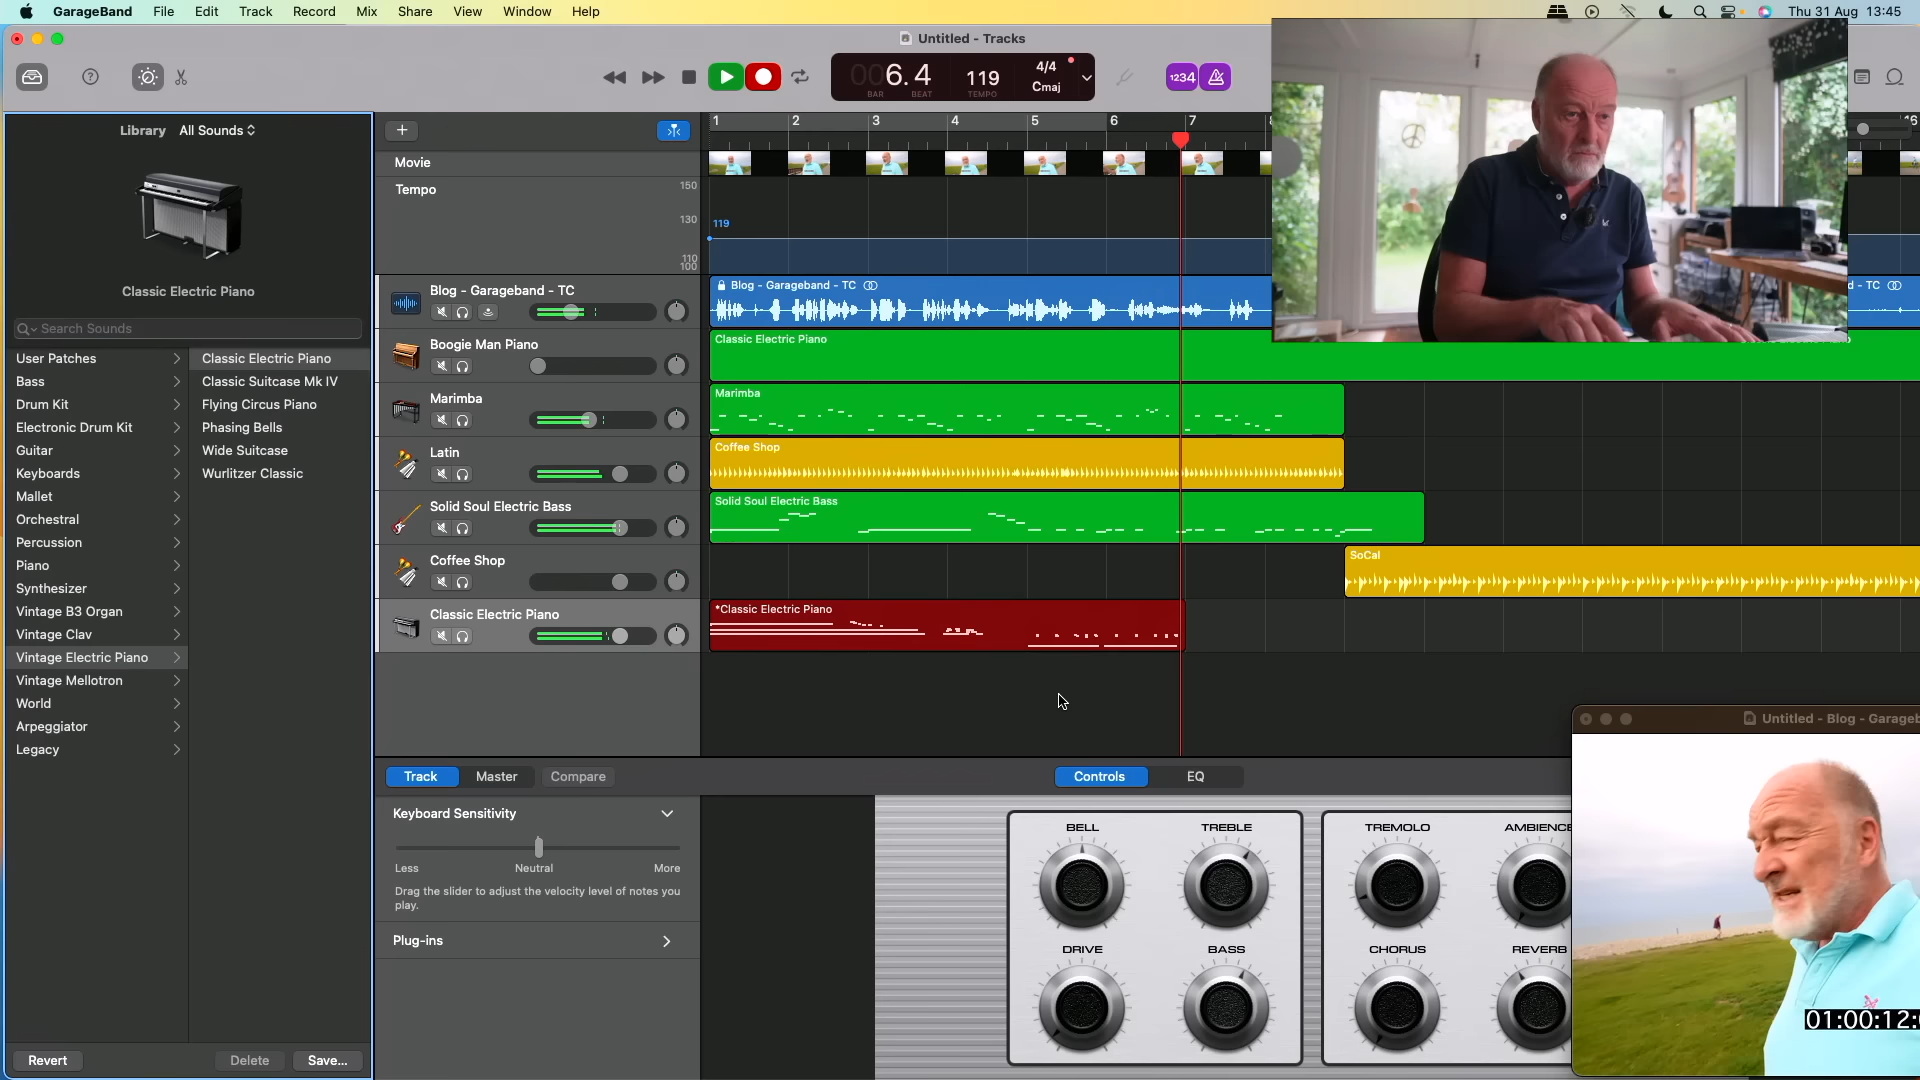 GarageBand File Edit Track Record Mix Share View Window Help Thu 31 Aug 13:45
Untitled - Tracks
006.4 119 4/4 Cmaj
BAR BEAT TEMPO
1234
Library All Sounds
Classic Electric Piano
Search Sounds
User Patches
Bass
Drum Kit
Electronic Drum Kit
Guitar
Keyboards
Mallet
Orchestral
Percussion
Piano
Synthesizer
Vintage B3 Organ
Vintage Clav
Vintage Electric Piano
Vintage Mellotron
World
Arpeggiator
Legacy
Classic Electric Piano
Classic Suitcase Mk IV
Flying Circus Piano
Phasing Bells
Wide Suitcase
Wurlitzer Classic
Revert Delete Save...
1 2 3 4 5 6 7 8 16
Movie
Tempo
150
130
110
100
119
Blog - Garageband - TC
Boogie Man Piano
Marimba
Latin
Solid Soul Electric Bass
Coffee Shop
Classic Electric Piano
Blog - Garageband - TC
d - TC
Classic Electric Piano
Marimba
Coffee Shop
Solid Soul Electric Bass
SoCal
*Classic Electric Piano
Track Master Compare
Controls EQ
Keyboard Sensitivity
Less Neutral More
Drag the slider to adjust the velocity level of notes you
play.
Plug-ins
BELL TREBLE TREMOLO AMBIENCE
DRIVE BASS CHORUS REVERB
Untitled - Blog - Garageb
01:00:12: